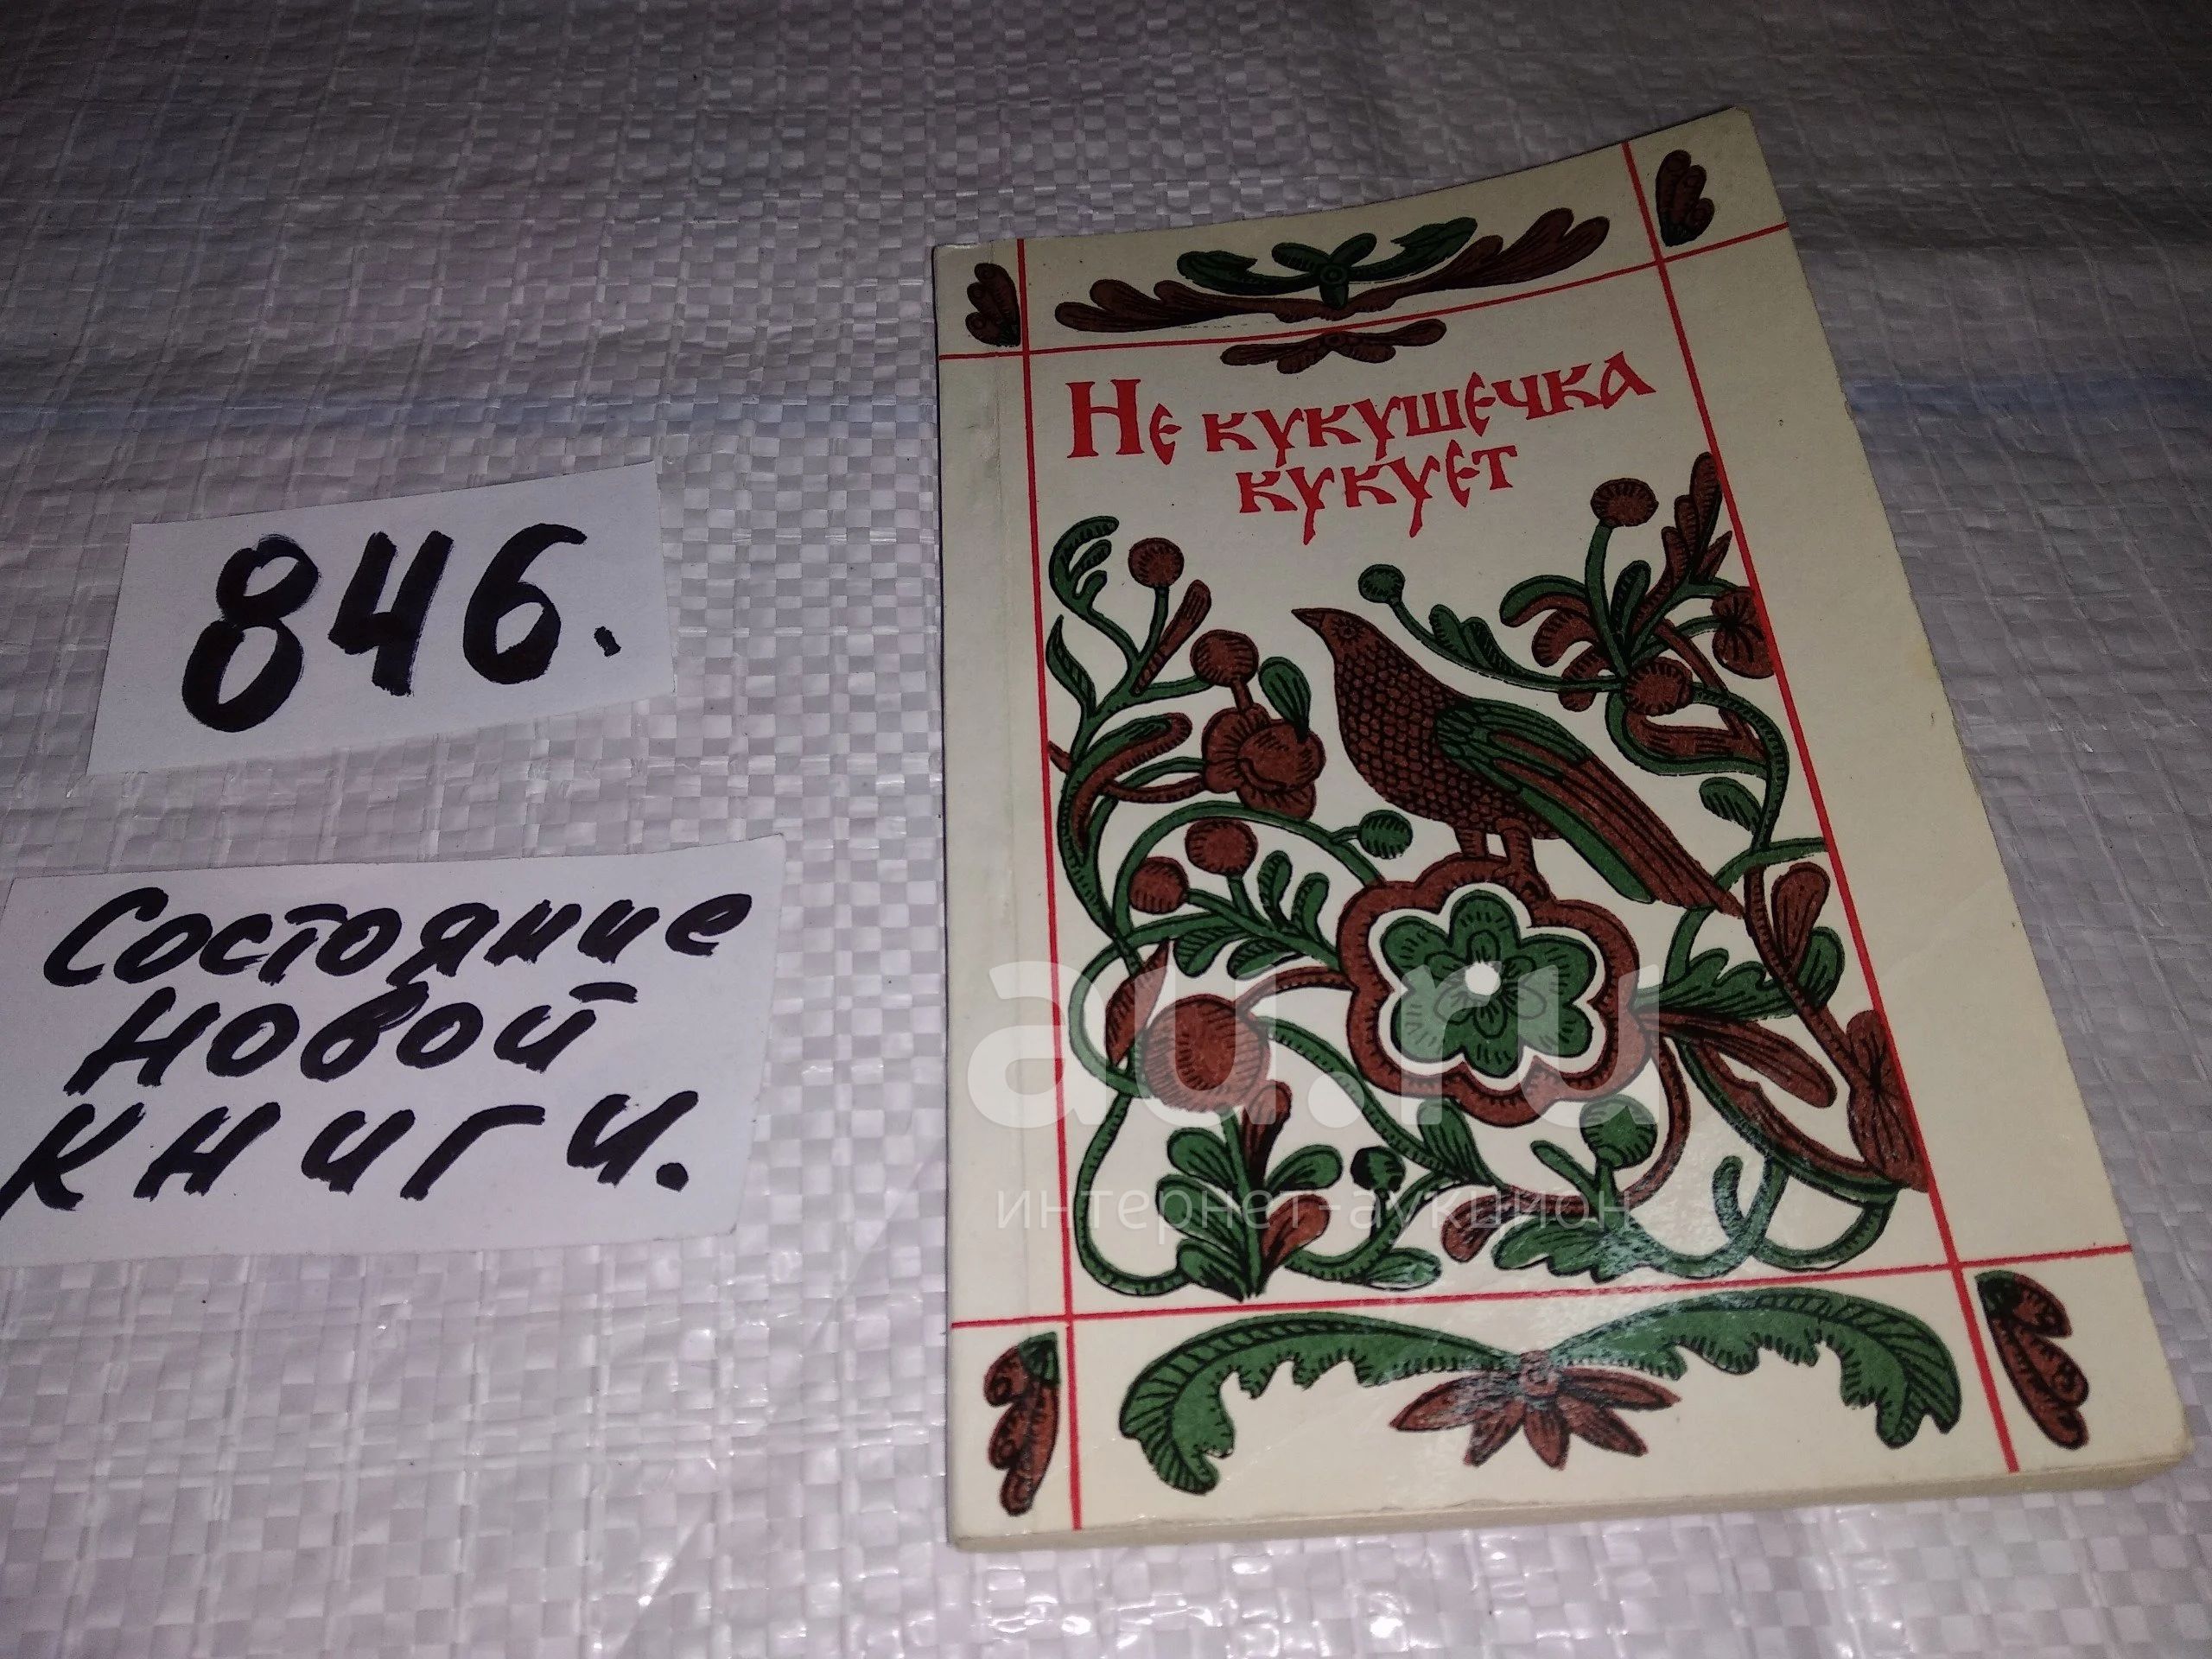 846.
Состояние
новой
книги.
Не кукушечка
кукует
au.ru
интернет-аукцион